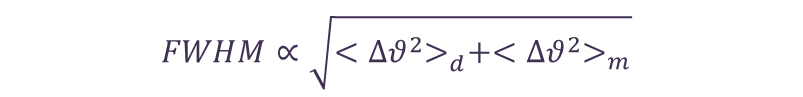 FWHM ∝ √(< Δϑ² >_d + < Δϑ² >_m)